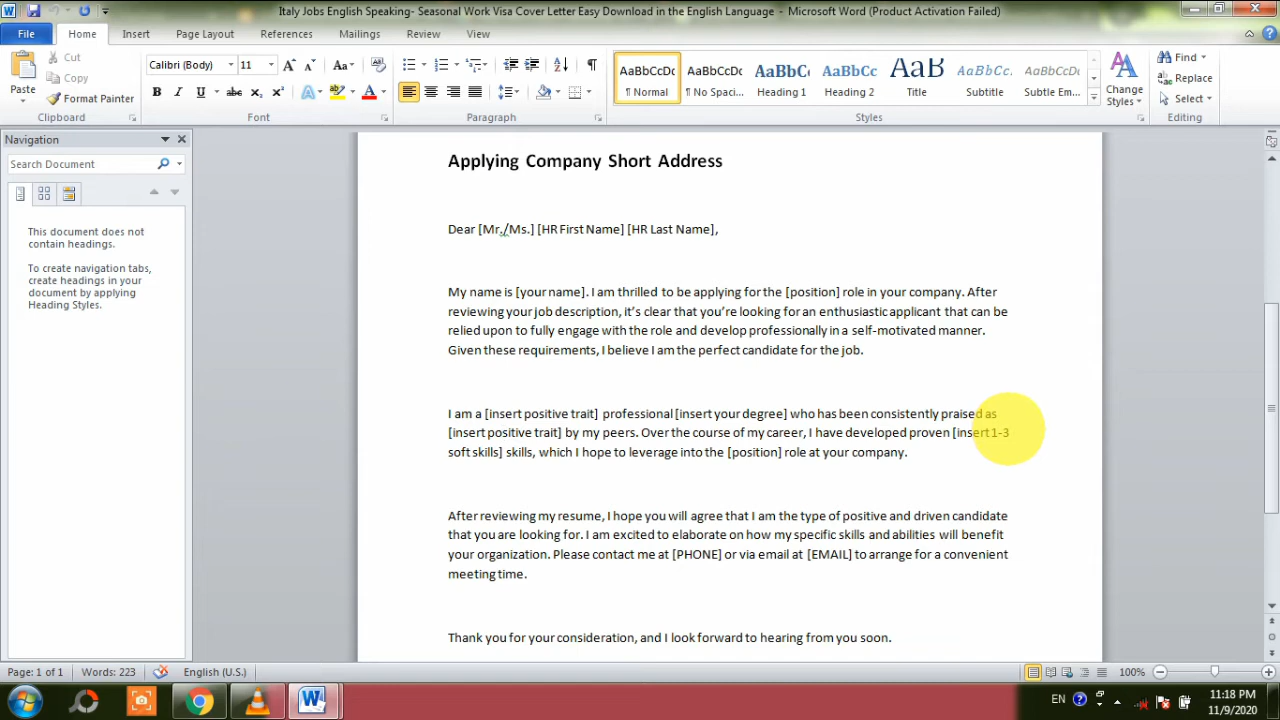 Italy Jobs English Speaking- Seasonal Work Visa Cover Letter Easy Download in the English Language - Microsoft Word (Product Activation Failed)
File Home Insert Page Layout References Mailings Review View
Paste
Cut
Copy
Format Painter
Clipboard
Calibri (Body) 11
Font
Paragraph
AaBbCcDc AaBbCcDc AaBbC AaBbCc AaB AaBbCc. AaBbCcDc
¶ Normal ¶ No Spaci... Heading 1 Heading 2 Title Subtitle Subtle Em...
Styles
Change
Styles
Find
Replace
Select
Editing
Navigation
Search Document
This document does not
contain headings.
To create navigation tabs,
create headings in your
document by applying
Heading Styles.
Applying Company Short Address
Dear [Mr./Ms.] [HR First Name] [HR Last Name],
My name is [your name]. I am thrilled to be applying for the [position] role in your company. After
reviewing your job description, it’s clear that you’re looking for an enthusiastic applicant that can be
relied upon to fully engage with the role and develop professionally in a self-motivated manner.
Given these requirements, I believe I am the perfect candidate for the job.
I am a [insert positive trait] professional [insert your degree] who has been consistently praised as
[insert positive trait] by my peers. Over the course of my career, I have developed proven [insert 1-3
soft skills] skills, which I hope to leverage into the [position] role at your company.
After reviewing my resume, I hope you will agree that I am the type of positive and driven candidate
that you are looking for. I am excited to elaborate on how my specific skills and abilities will benefit
your organization. Please contact me at [PHONE] or via email at [EMAIL] to arrange for a convenient
meeting time.
Thank you for your consideration, and I look forward to hearing from you soon.
Page: 1 of 1 Words: 223 English (U.S.) 100%
EN 11:18 PM
11/9/2020